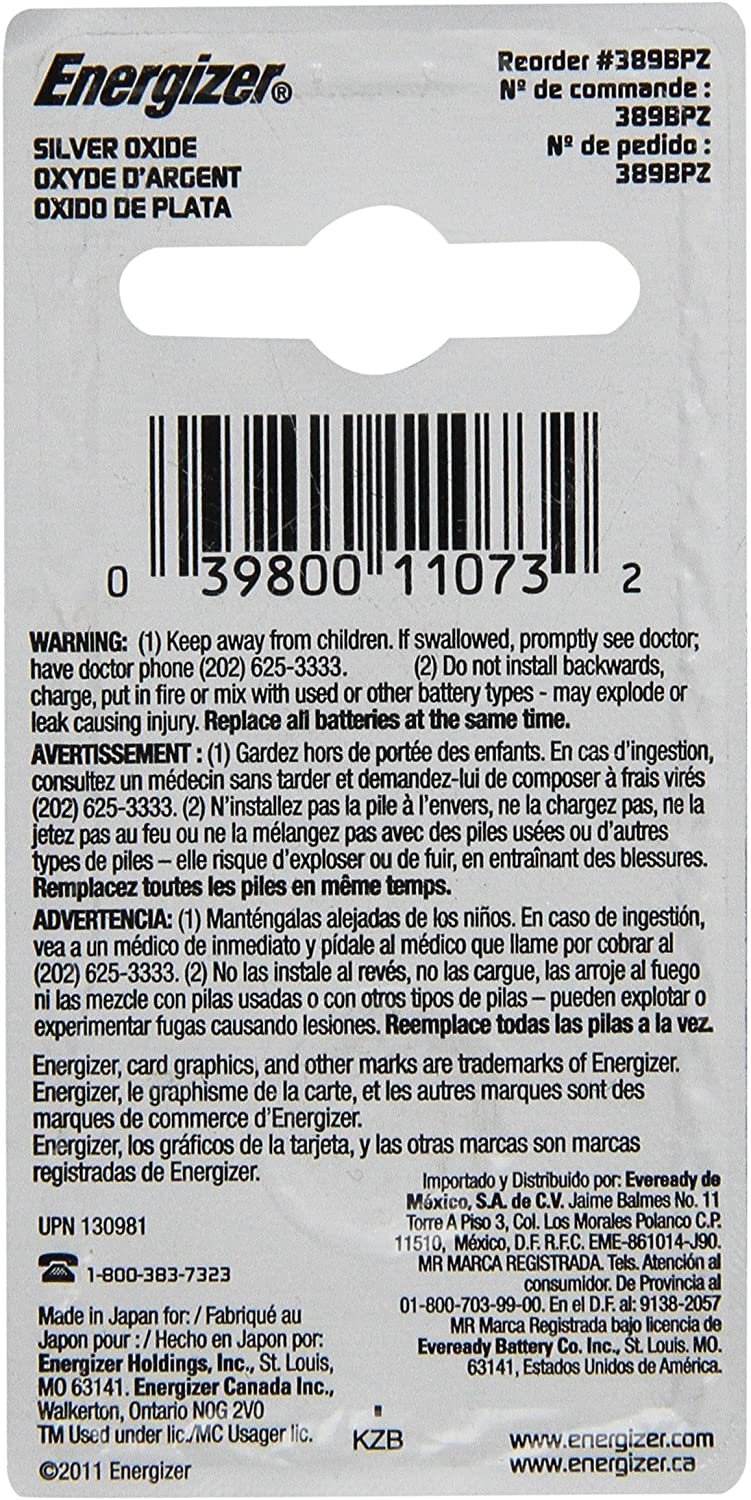 Energizer®
SILVER OXIDE
OXYDE D'ARGENT
OXIDO DE PLATA
Reorder #389BPZ
Nº de commande :
389BPZ
Nº de pedido :
389BPZ
0 39800 11073 2
WARNING: (1) Keep away from children. If swallowed, promptly see doctor;
have doctor phone (202) 625-3333. (2) Do not install backwards,
charge, put in fire or mix with used or other battery types - may explode or
leak causing injury. Replace all batteries at the same time.
AVERTISSEMENT : (1) Gardez hors de portée des enfants. En cas d'ingestion,
consultez un médecin sans tarder et demandez-lui de composer à frais virés
(202) 625-3333. (2) N'installez pas la pile à l'envers, ne la chargez pas, ne la
jetez pas au feu ou ne la mélangez pas avec des piles usées ou d'autres
types de piles – elle risque d'exploser ou de fuir, en entraînant des blessures.
Remplacez toutes les piles en même temps.
ADVERTENCIA: (1) Manténgalas alejadas de los niños. En caso de ingestión,
vea a un médico de inmediato y pídale al médico que llame por cobrar al
(202) 625-3333. (2) No las instale al revés, no las cargue, las arroje al fuego
ni las mezcle con pilas usadas o con otros tipos de pilas – pueden explotar o
experimentar fugas causando lesiones. Reemplace todas las pilas a la vez.
Energizer, card graphics, and other marks are trademarks of Energizer.
Energizer, le graphisme de la carte, et les autres marques sont des
marques de commerce d'Energizer.
Energizer, los gráficos de la tarjeta, y las otras marcas son marcas
registradas de Energizer.
UPN 130981
1-800-383-7323
Made in Japan for: / Fabriqué au
Japon pour : / Hecho en Japon por:
Energizer Holdings, Inc., St. Louis,
MO 63141. Energizer Canada Inc.,
Walkerton, Ontario N0G 2V0
TM Used under lic./MC Usager lic.
©2011 Energizer
KZB
Importado y Distribuido por: Eveready de
México, S.A. de C.V. Jaime Balmes No. 11
Torre A Piso 3, Col. Los Morales Polanco C.P.
11510, México, D.F. R.F.C. EME-861014-J90.
MR MARCA REGISTRADA. Tels. Atención al
consumidor. De Provincia al
01-800-703-99-00. En el D.F. al: 9138-2057
MR Marca Registrada bajo licencia de
Eveready Battery Co. Inc., St. Louis. MO.
63141, Estados Unidos de América.
www.energizer.com
www.energizer.ca